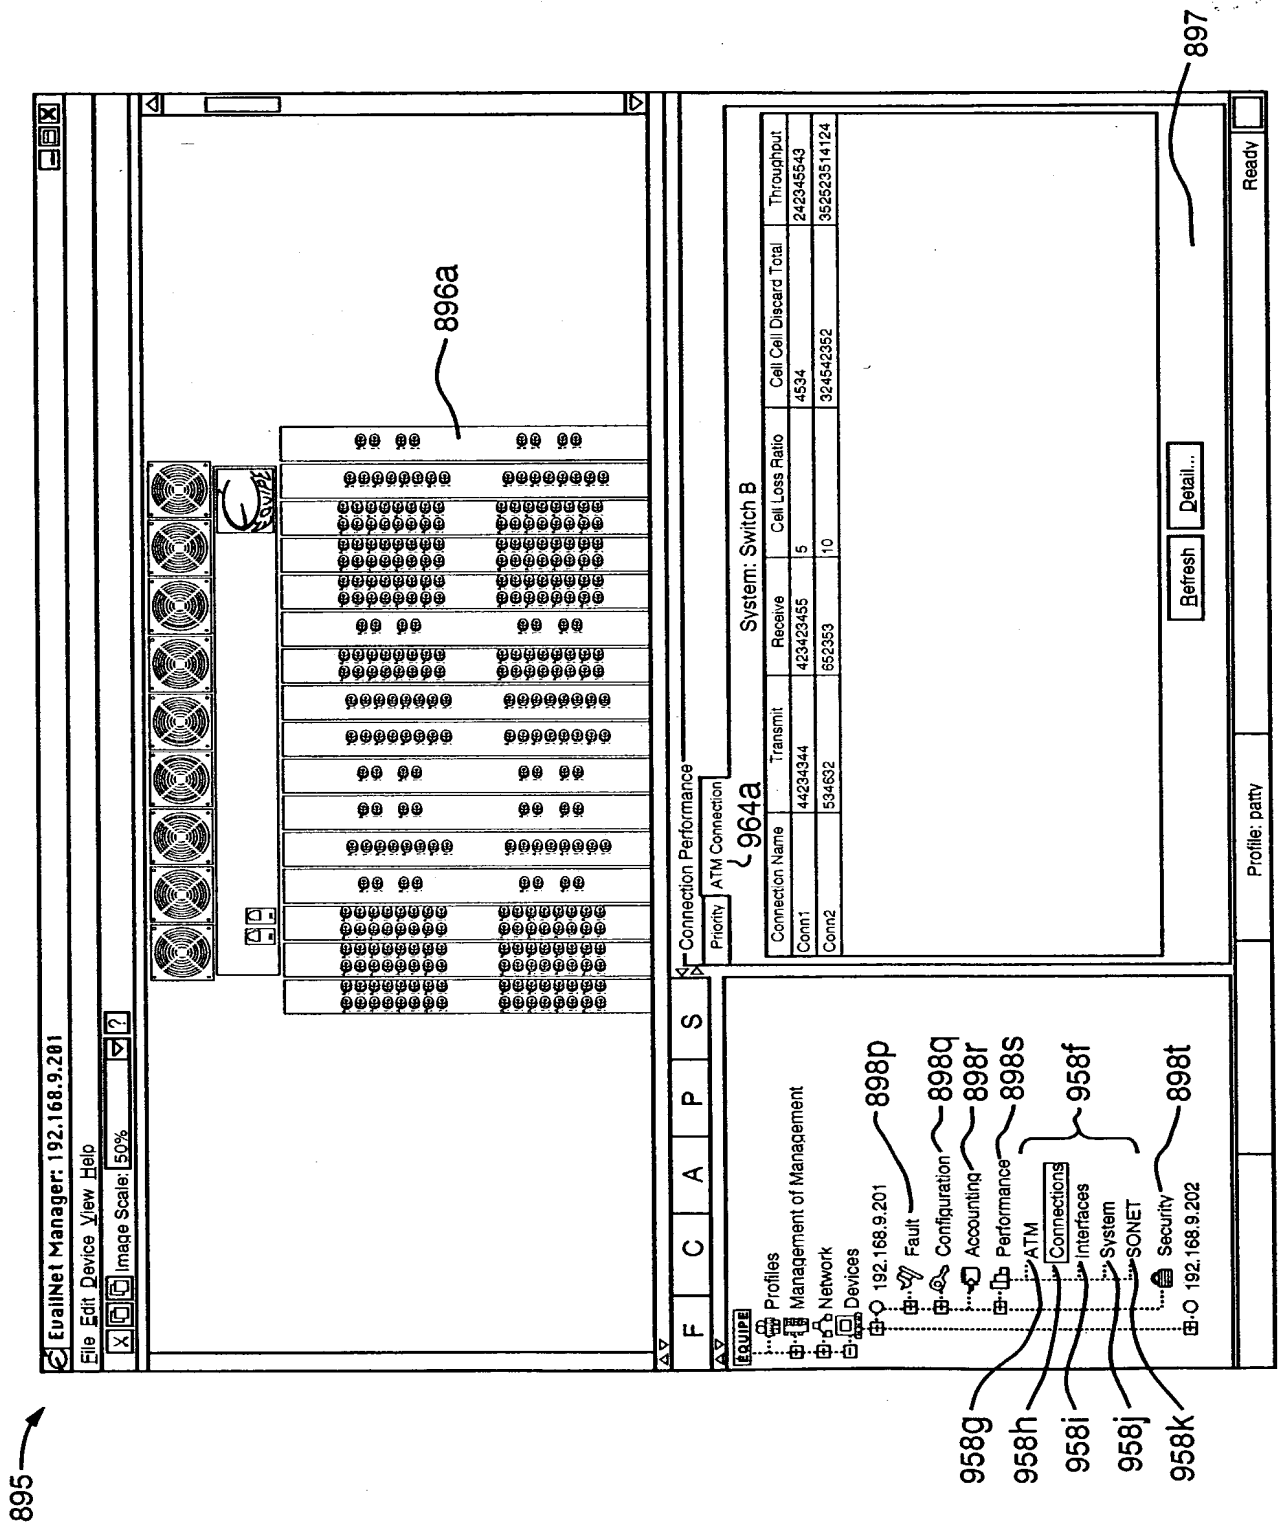 895
EuailNet Manager: 192.168.9.201
File Edit Device View Help
Image Scale: 50% ?
896a
F C A P S
EQUIPE
Profiles
Management of Management
Network
Devices
192.168.9.201
Fault
Configuration
Accounting
Performance
ATM
Connections
Interfaces
System
SONET
Security
192.168.9.202
898p
898q
898r
898s
958f
898t
958g
958h
958i
958j
958k
Connection Performance
Priority ATM Connection
964a
System: Switch B
Connection Name Transmit Receive Cell Loss Ratio Cell Cell Discard Total Throughput
Conn1 44234344 423423455 5 4534 242345543
Conn2 534632 652353 10 324542352 352523514124
Refresh Detail...
897
Profile: patty Ready